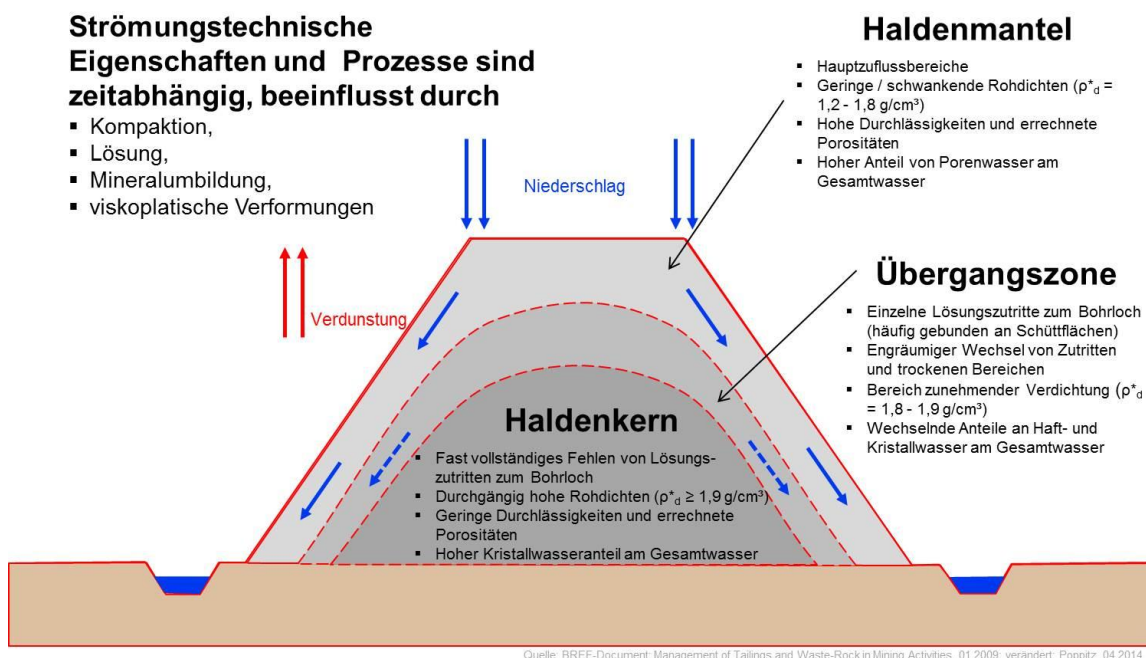 Strömungstechnische
Eigenschaften und Prozesse sind
zeitabhängig, beeinflusst durch
▪ Kompaktion,
▪ Lösung,
▪ Mineralumbildung,
▪ viskoplatische Verformungen
Niederschlag
Verdunstung
Haldenmantel
▪ Hauptzuflussbereiche
▪ Geringe / schwankende Rohdichten (ρ*d =
1,2 - 1,8 g/cm³)
▪ Hohe Durchlässigkeiten und errechnete
Porositäten
▪ Hoher Anteil von Porenwasser am
Gesamtwasser
Übergangszone
▪ Einzelne Lösungszutritte zum Bohrloch
(häufig gebunden an Schüttflächen)
▪ Engräumiger Wechsel von Zutritten
und trockenen Bereichen
▪ Bereich zunehmender Verdichtung (ρ*d
= 1,8 - 1,9 g/cm³)
▪ Wechselnde Anteile an Haft- und
Kristallwasser am Gesamtwasser
Haldenkern
▪ Fast vollständiges Fehlen von Lösungs-
zutritten zum Bohrloch
▪ Durchgängig hohe Rohdichten (ρ*d ≥ 1,9 g/cm³)
▪ Geringe Durchlässigkeiten und errechnete
Porositäten
▪ Hoher Kristallwasseranteil am Gesamtwasser
Quelle: BREF-Document: Management of Tailings and Waste-Rock in Mining Activities, 01.2009; verändert: Poppitz, 04.2014